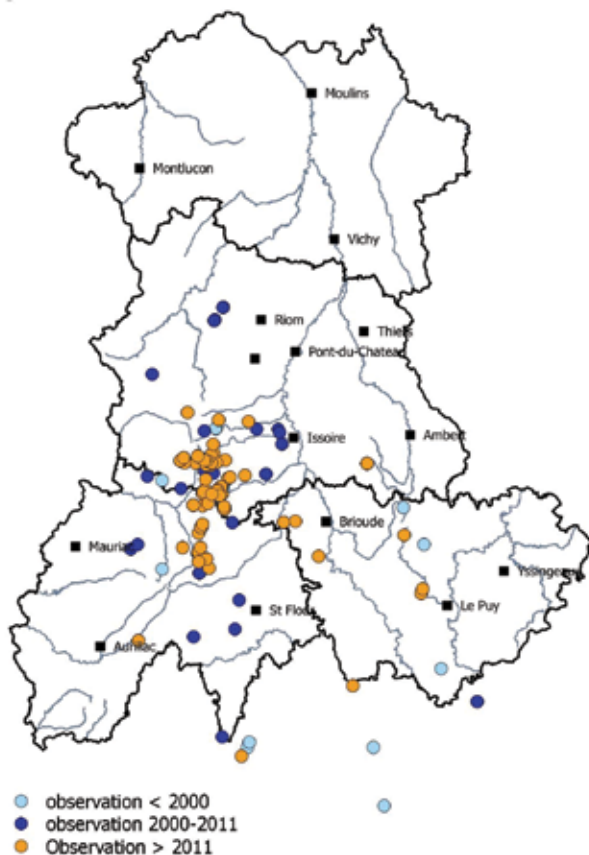 Moulins
Montlucon
Vichy
Riom
Thiers
Pont-du-Chateau
Issoire
Ambert
Brioude
Mauriac
Yssingeaux
St Flour
Le Puy
Aurillac
observation < 2000
observation 2000-2011
Observation > 2011